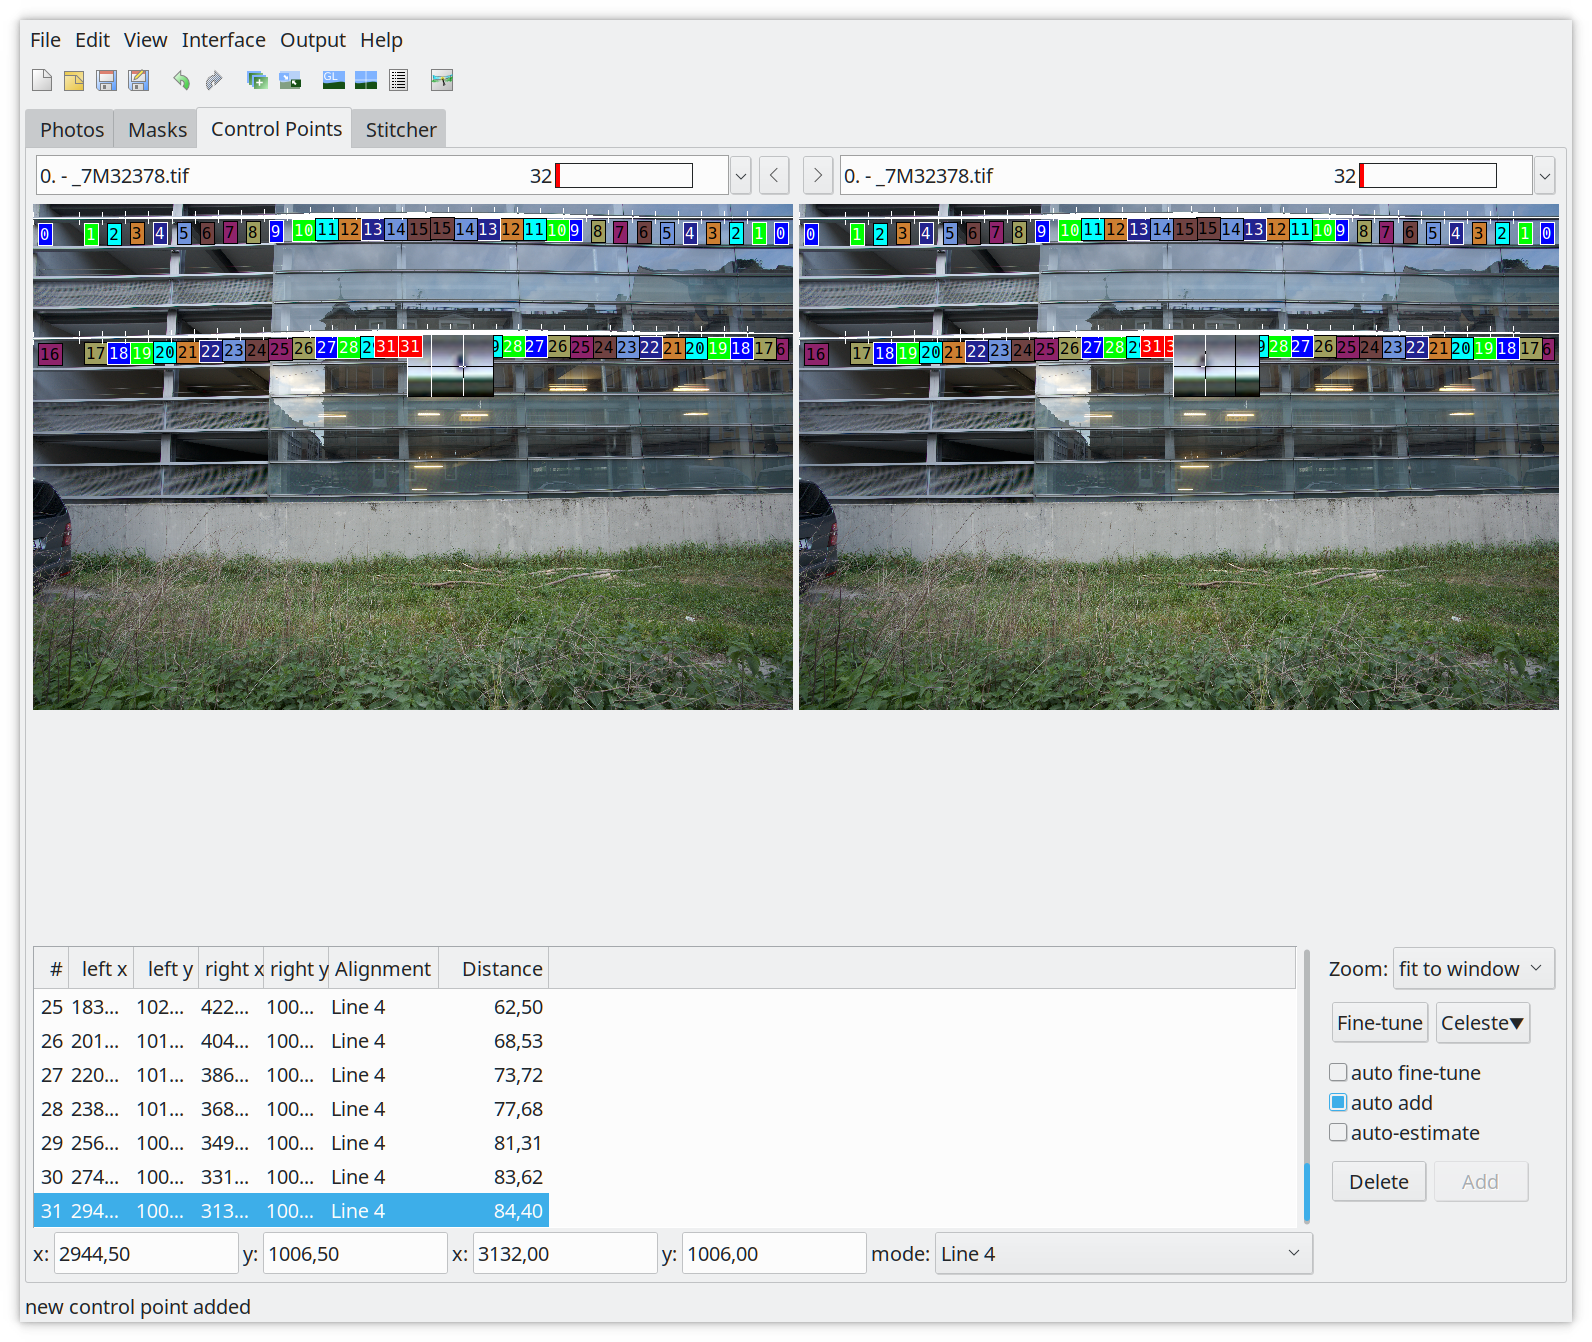 File Edit View Interface Output Help
GL
Photos Masks Control Points Stitcher
0. - _7M32378.tif 32 < > 0. - _7M32378.tif 32
0 1 2 3 4 5 6 7 8 9 10 11 12 13 14 15 15 14 13 12 11 10 9 8 7 6 5 4 3 2 1 0
0 1 2 3 4 5 6 7 8 9 10 11 12 13 14 15 15 14 13 12 11 10 9 8 7 6 5 4 3 2 1 0
16 17 18 19 20 21 22 23 24 25 26 27 28 2 31 31 9 28 27 26 25 24 23 22 21 20 19 18 17 6
16 17 18 19 20 21 22 23 24 25 26 27 28 2 31 3 9 28 27 26 25 24 23 22 21 20 19 18 17 6
# left x left y right x right y Alignment Distance
25 183... 102... 422... 100... Line 4 62,50
26 201... 101... 404... 100... Line 4 68,53
27 220... 101... 386... 100... Line 4 73,72
28 238... 101... 368... 100... Line 4 77,68
29 256... 100... 349... 100... Line 4 81,31
30 274... 100... 331... 100... Line 4 83,62
31 294... 100... 313... 100... Line 4 84,40
x: 2944,50 y: 1006,50 x: 3132,00 y: 1006,00 mode: Line 4
Zoom: fit to window
Fine-tune Celeste▼
auto fine-tune
auto add
auto-estimate
Delete Add
new control point added